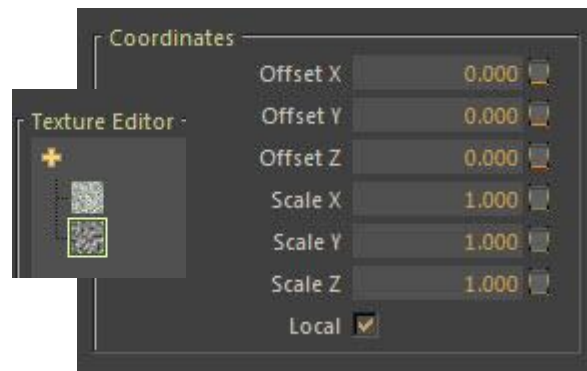 Coordinates
Offset X 0.000
Texture Editor
Offset Y 0.000
Offset Z 0.000
Scale X 1.000
Scale Y 1.000
Scale Z 1.000
Local